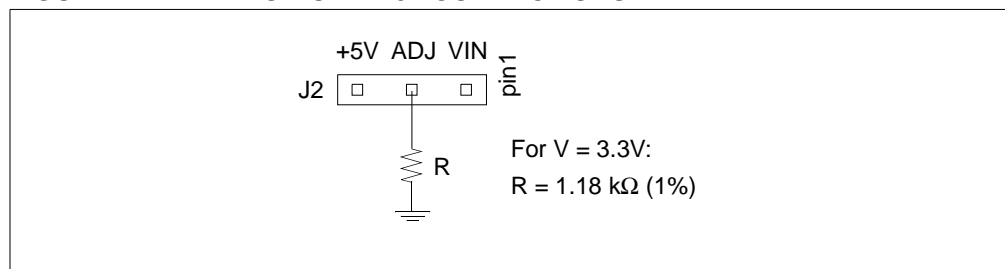 +5V ADJ VIN
pin1
J2
R
For V = 3.3V:
R = 1.18 kΩ (1%)